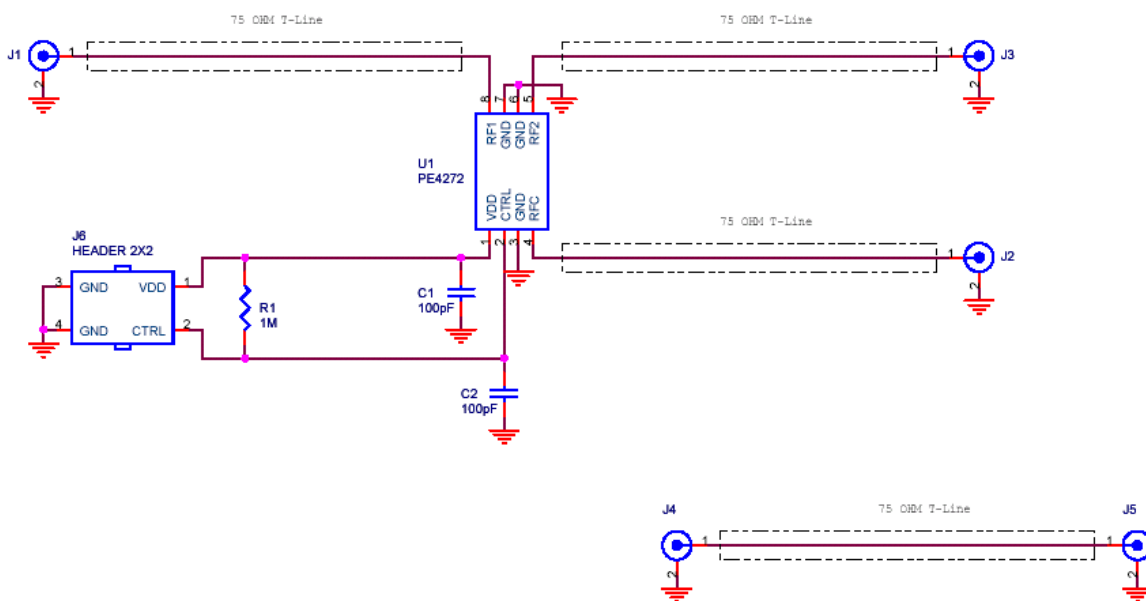 75 OHM T-Line
75 OHM T-Line
J1
1
2
1
J3
2
8
7
6
5
RF1
GND
GND
RF2
U1
PE4272
VDD
CTRL
GND
RFC
1
2
3
4
75 OHM T-Line
1
J2
2
J6
HEADER 2X2
3
GND
VDD
1
4
GND
CTRL
2
R1
1M
C1
100pF
C2
100pF
J4
75 OHM T-Line
J5
1
1
2
2